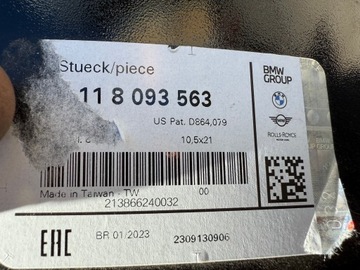 Stueck/piece
BMW
GROUP
11 8 093 563
US Pat. D864,079
10,5x21
ROLLS-ROYCE
Made in Taiwan - TW
00
213866240032
EAC
BR 01/2023
2309130906